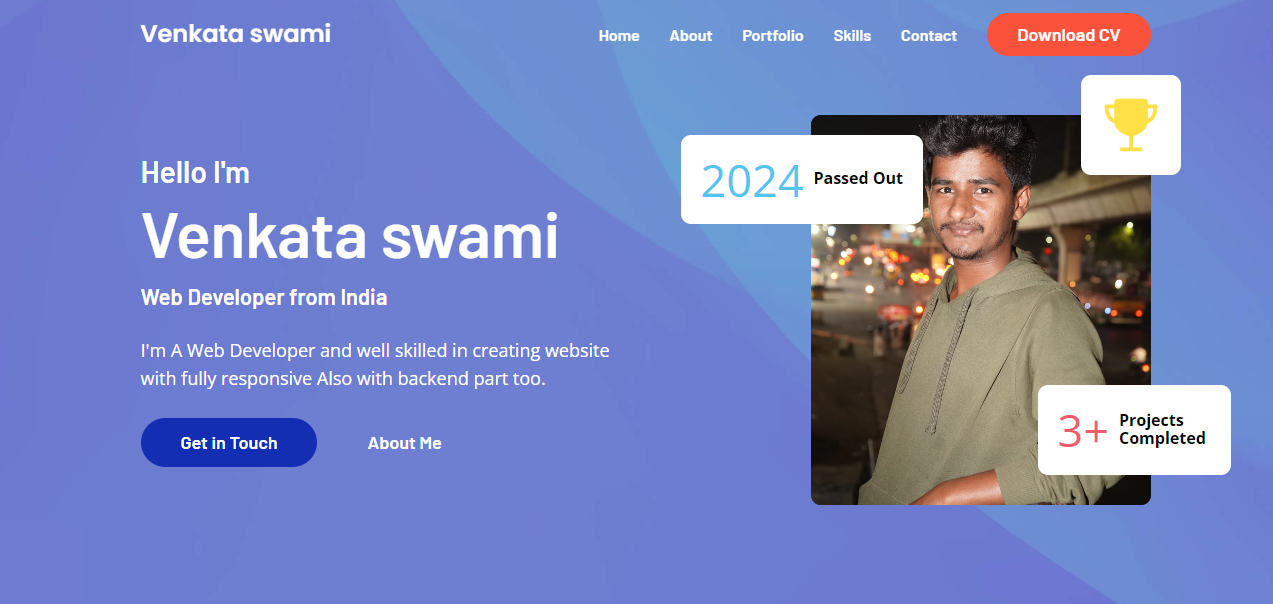 Venkata swami
Home About Portfolio Skills Contact Download CV
Hello I'm
Venkata swami
Web Developer from India
I'm A Web Developer and well skilled in creating website
with fully responsive Also with backend part too.
Get in Touch About Me
2024 Passed Out
3+ Projects
Completed